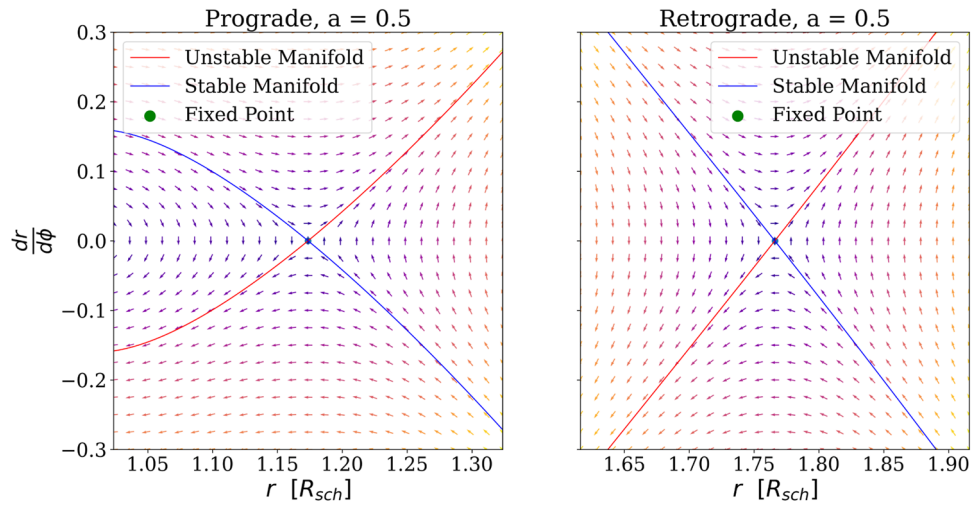 Prograde, a = 0.5
Unstable Manifold
Stable Manifold
Fixed Point
0.3
0.2
0.1
0.0
−0.1
−0.2
−0.3
dr
dϕ
1.05
1.10
1.15
1.20
1.25
1.30
r [R_sch]
Retrograde, a = 0.5
Unstable Manifold
Stable Manifold
Fixed Point
1.65
1.70
1.75
1.80
1.85
1.90
r [R_sch]